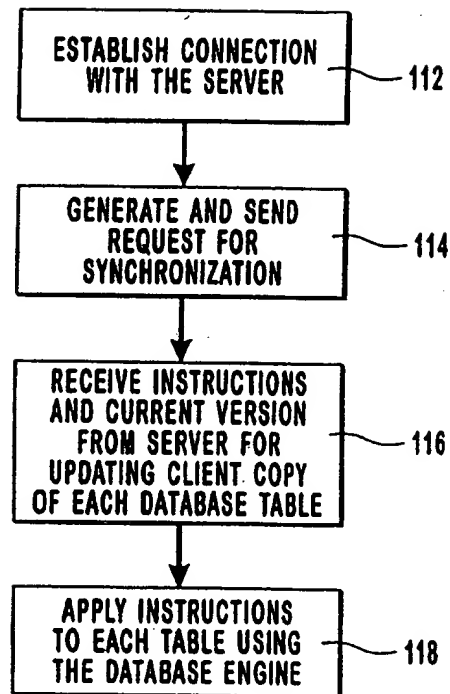 ESTABLISH CONNECTION
WITH THE SERVER
112
GENERATE AND SEND
REQUEST FOR
SYNCHRONIZATION
114
RECEIVE INSTRUCTIONS
AND CURRENT VERSION
FROM SERVER FOR
UPDATING CLIENT COPY
OF EACH DATABASE TABLE
116
APPLY INSTRUCTIONS
TO EACH TABLE USING
THE DATABASE ENGINE
118